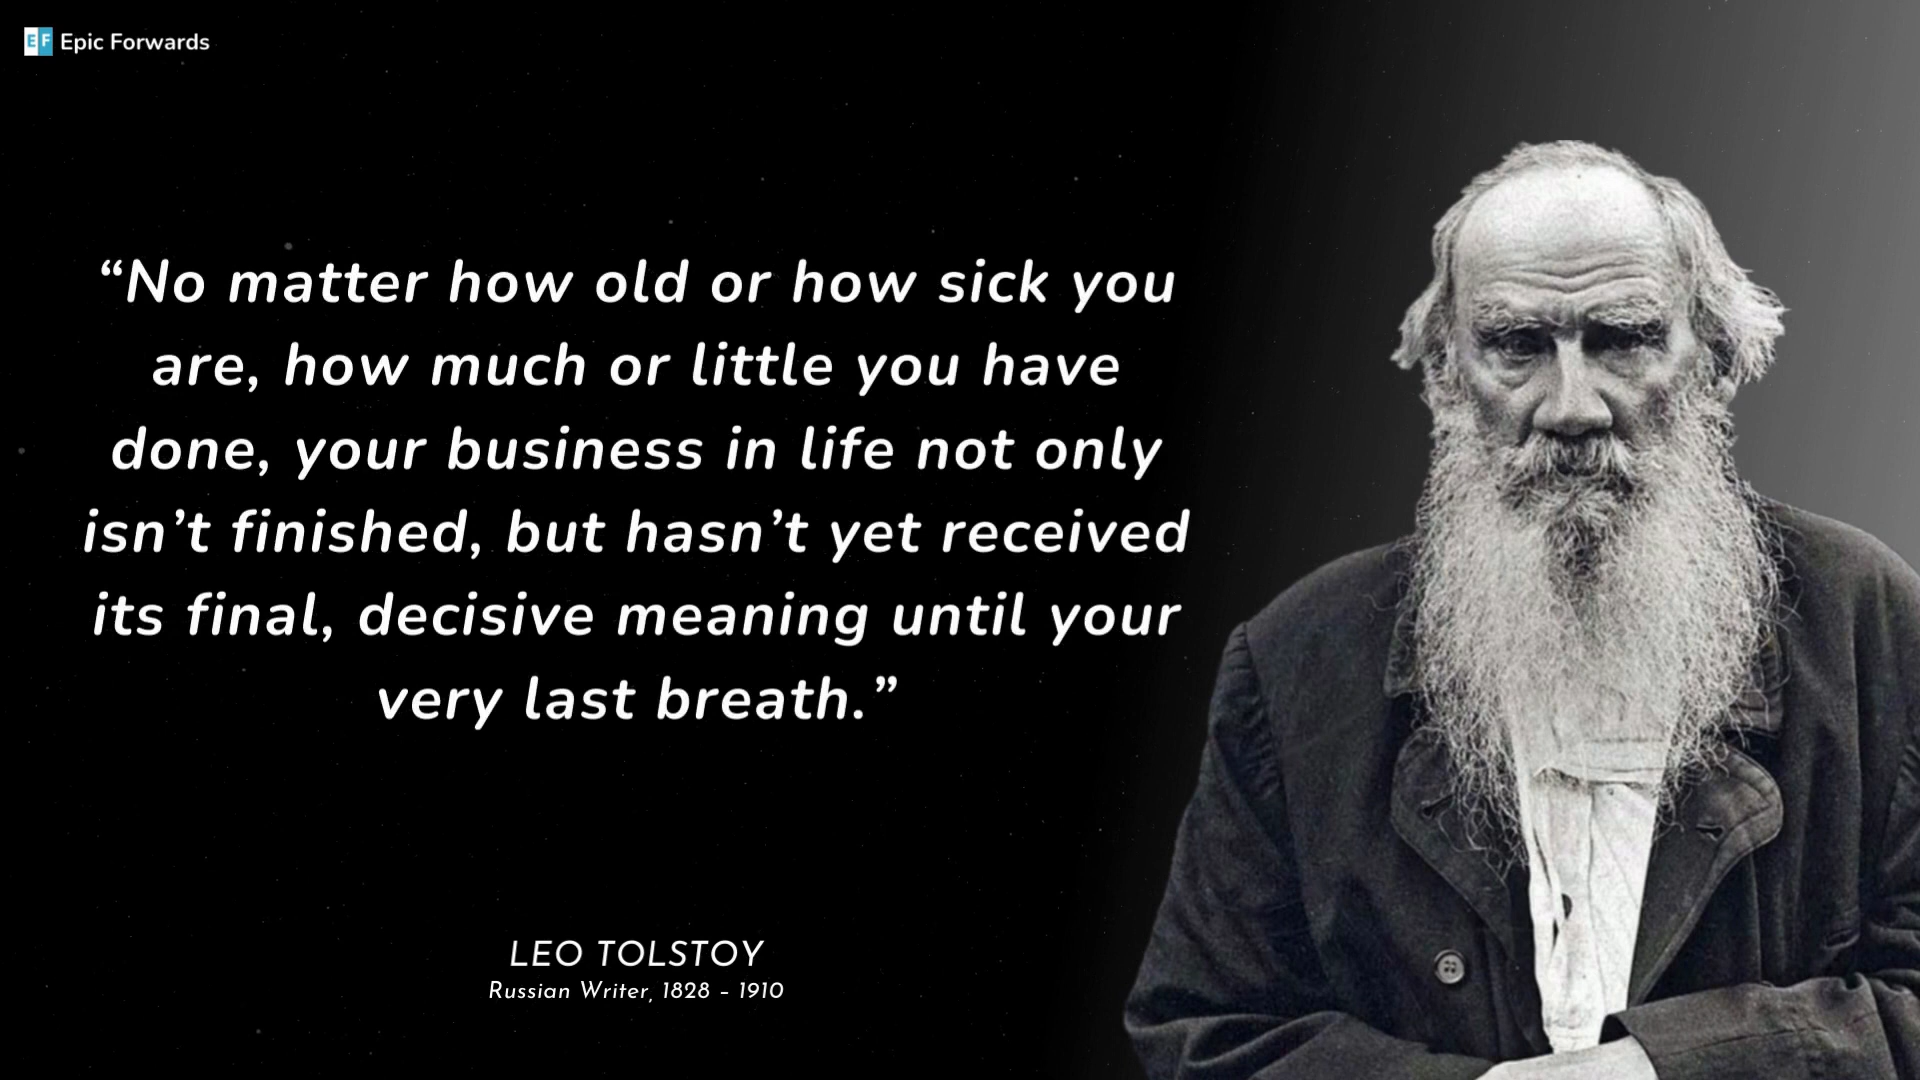 EF Epic Forwards
“No matter how old or how sick you
are, how much or little you have
done, your business in life not only
isn’t finished, but hasn’t yet received
its final, decisive meaning until your
very last breath.”
LEO TOLSTOY
Russian Writer, 1828 – 1910